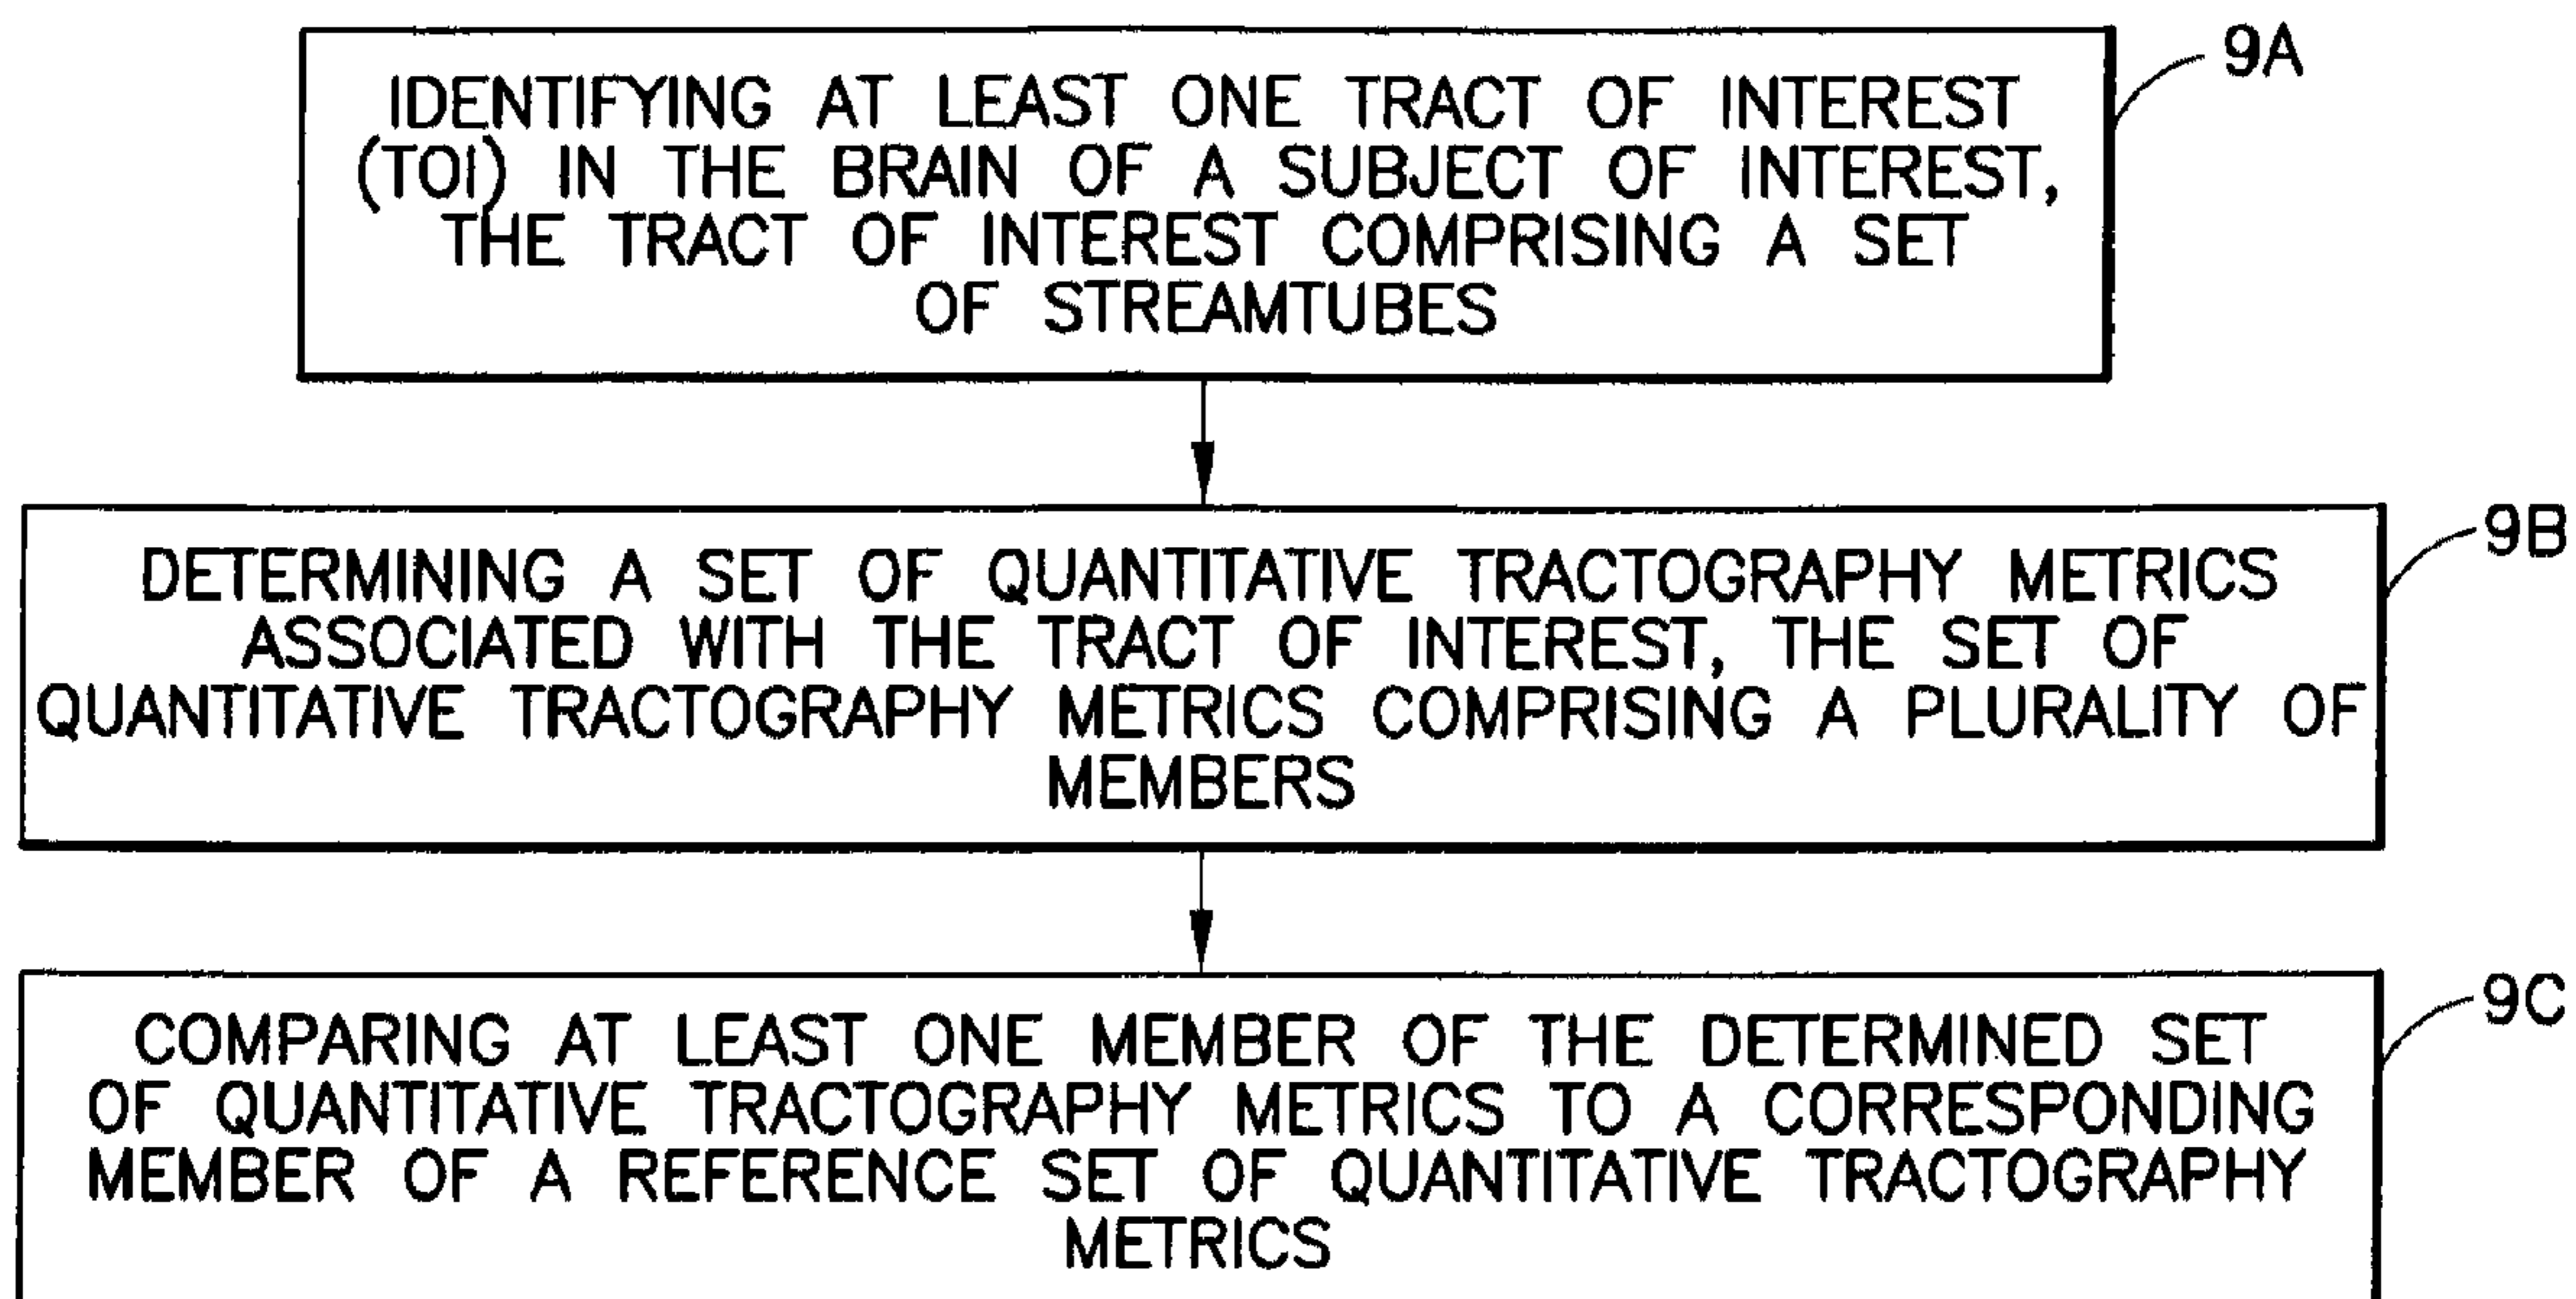 9A
IDENTIFYING AT LEAST ONE TRACT OF INTEREST
(TOI) IN THE BRAIN OF A SUBJECT OF INTEREST,
THE TRACT OF INTEREST COMPRISING A SET
OF STREAMTUBES
9B
DETERMINING A SET OF QUANTITATIVE TRACTOGRAPHY METRICS
ASSOCIATED WITH THE TRACT OF INTEREST, THE SET OF
QUANTITATIVE TRACTOGRAPHY METRICS COMPRISING A PLURALITY OF
MEMBERS
9C
COMPARING AT LEAST ONE MEMBER OF THE DETERMINED SET
OF QUANTITATIVE TRACTOGRAPHY METRICS TO A CORRESPONDING
MEMBER OF A REFERENCE SET OF QUANTITATIVE TRACTOGRAPHY
METRICS